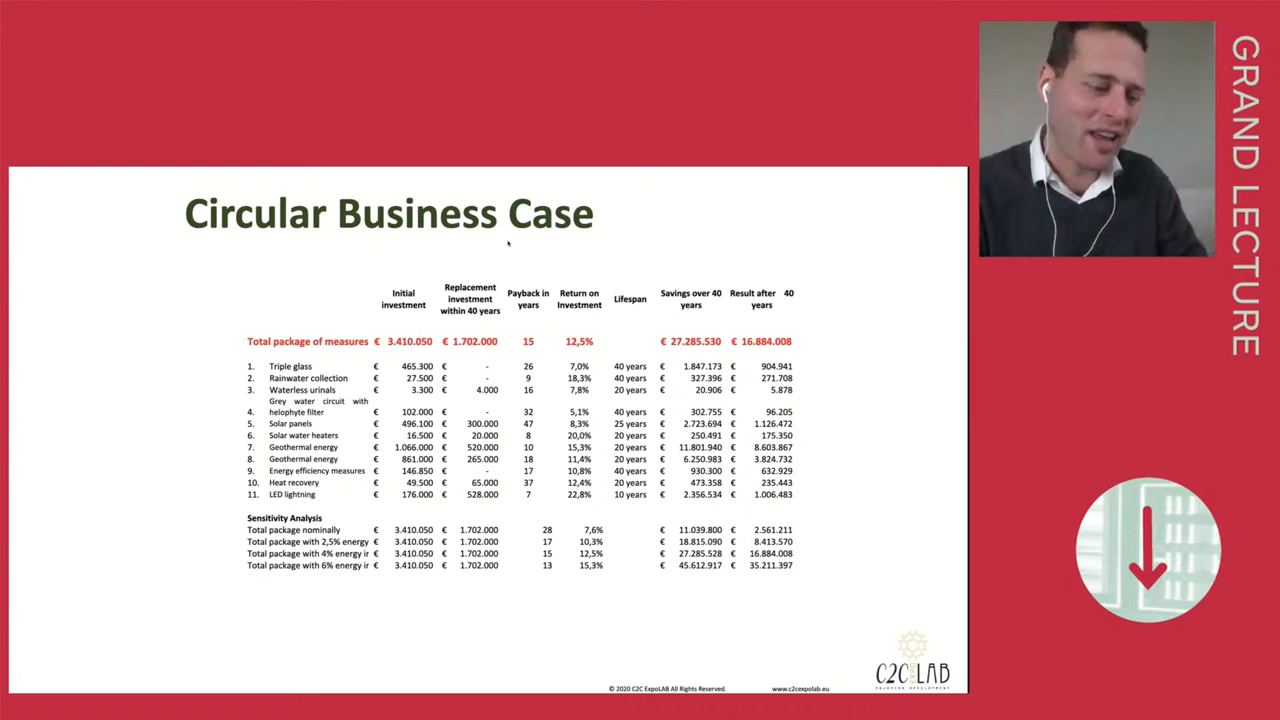 Circular Business Case
Initial investment Replacement investment within 40 years Payback in years Return on Investment Lifespan Savings over 40 years Result after 40 years
Total package of measures € 3.410.050 € 1.702.000 15 12,5% € 27.285.530 € 16.884.008
1. Triple glass € 465.300 € - 26 7,0% 40 years € 1.847.173 € 904.941
2. Rainwater collection € 27.500 € - 9 18,3% 40 years € 327.396 € 271.708
3. Waterless urinals € 3.300 € 4.000 16 7,8% 20 years € 20.906 € 5.878
4. Grey water circuit with helophyte filter € 102.000 € - 32 5,1% 40 years € 302.755 € 96.205
5. Solar panels € 496.100 € 300.000 47 8,3% 25 years € 2.723.694 € 1.126.472
6. Solar water heaters € 16.500 € 20.000 8 20,0% 20 years € 250.491 € 175.350
7. Geothermal energy € 1.066.000 € 520.000 10 15,3% 20 years € 11.801.940 € 8.603.867
8. Geothermal energy € 861.000 € 265.000 18 11,4% 20 years € 6.250.983 € 3.824.732
9. Energy efficiency measures € 146.850 € - 17 10,8% 40 years € 930.300 € 632.929
10. Heat recovery € 49.500 € 65.000 37 12,4% 20 years € 473.358 € 235.443
11. LED lightning € 176.000 € 528.000 7 22,8% 10 years € 2.356.534 € 1.006.483
Sensitivity Analysis
Total package nominally € 3.410.050 € 1.702.000 28 7,6% € 11.039.800 € 2.561.211
Total package with 2,5% energy € 3.410.050 € 1.702.000 17 10,3% € 18.815.090 € 8.413.570
Total package with 4% energy ir € 3.410.050 € 1.702.000 15 12,5% € 27.285.528 € 16.884.008
Total package with 6% energy ir € 3.410.050 € 1.702.000 13 15,3% € 45.612.917 € 35.211.397
C2C EXPO LAB
ENJOYING DEVELOPMENT
© 2020 C2C ExpoLAB All Rights Reserved. www.c2cexpolab.eu
GRAND LECTURE